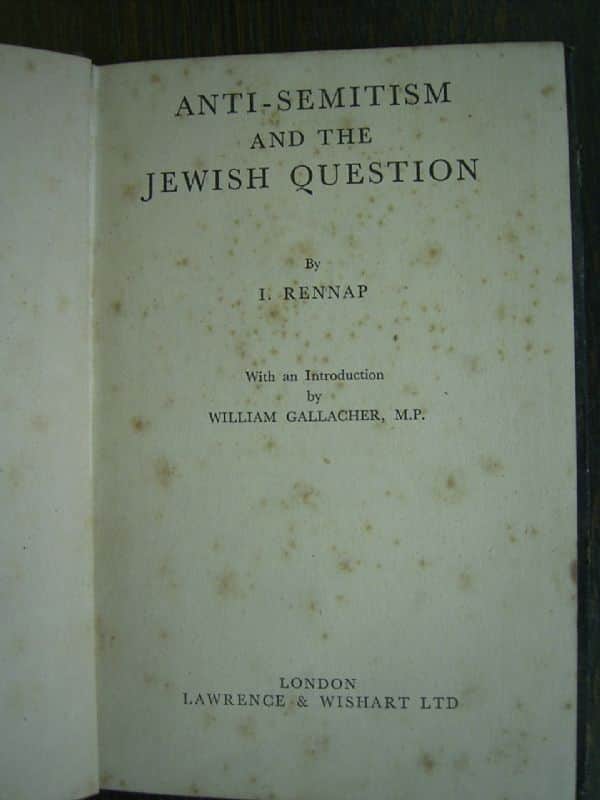 ANTI-SEMITISM
AND THE
JEWISH QUESTION
By
I. RENNAP
With an Introduction
by
WILLIAM GALLACHER, M.P.
LONDON
LAWRENCE & WISHART LTD